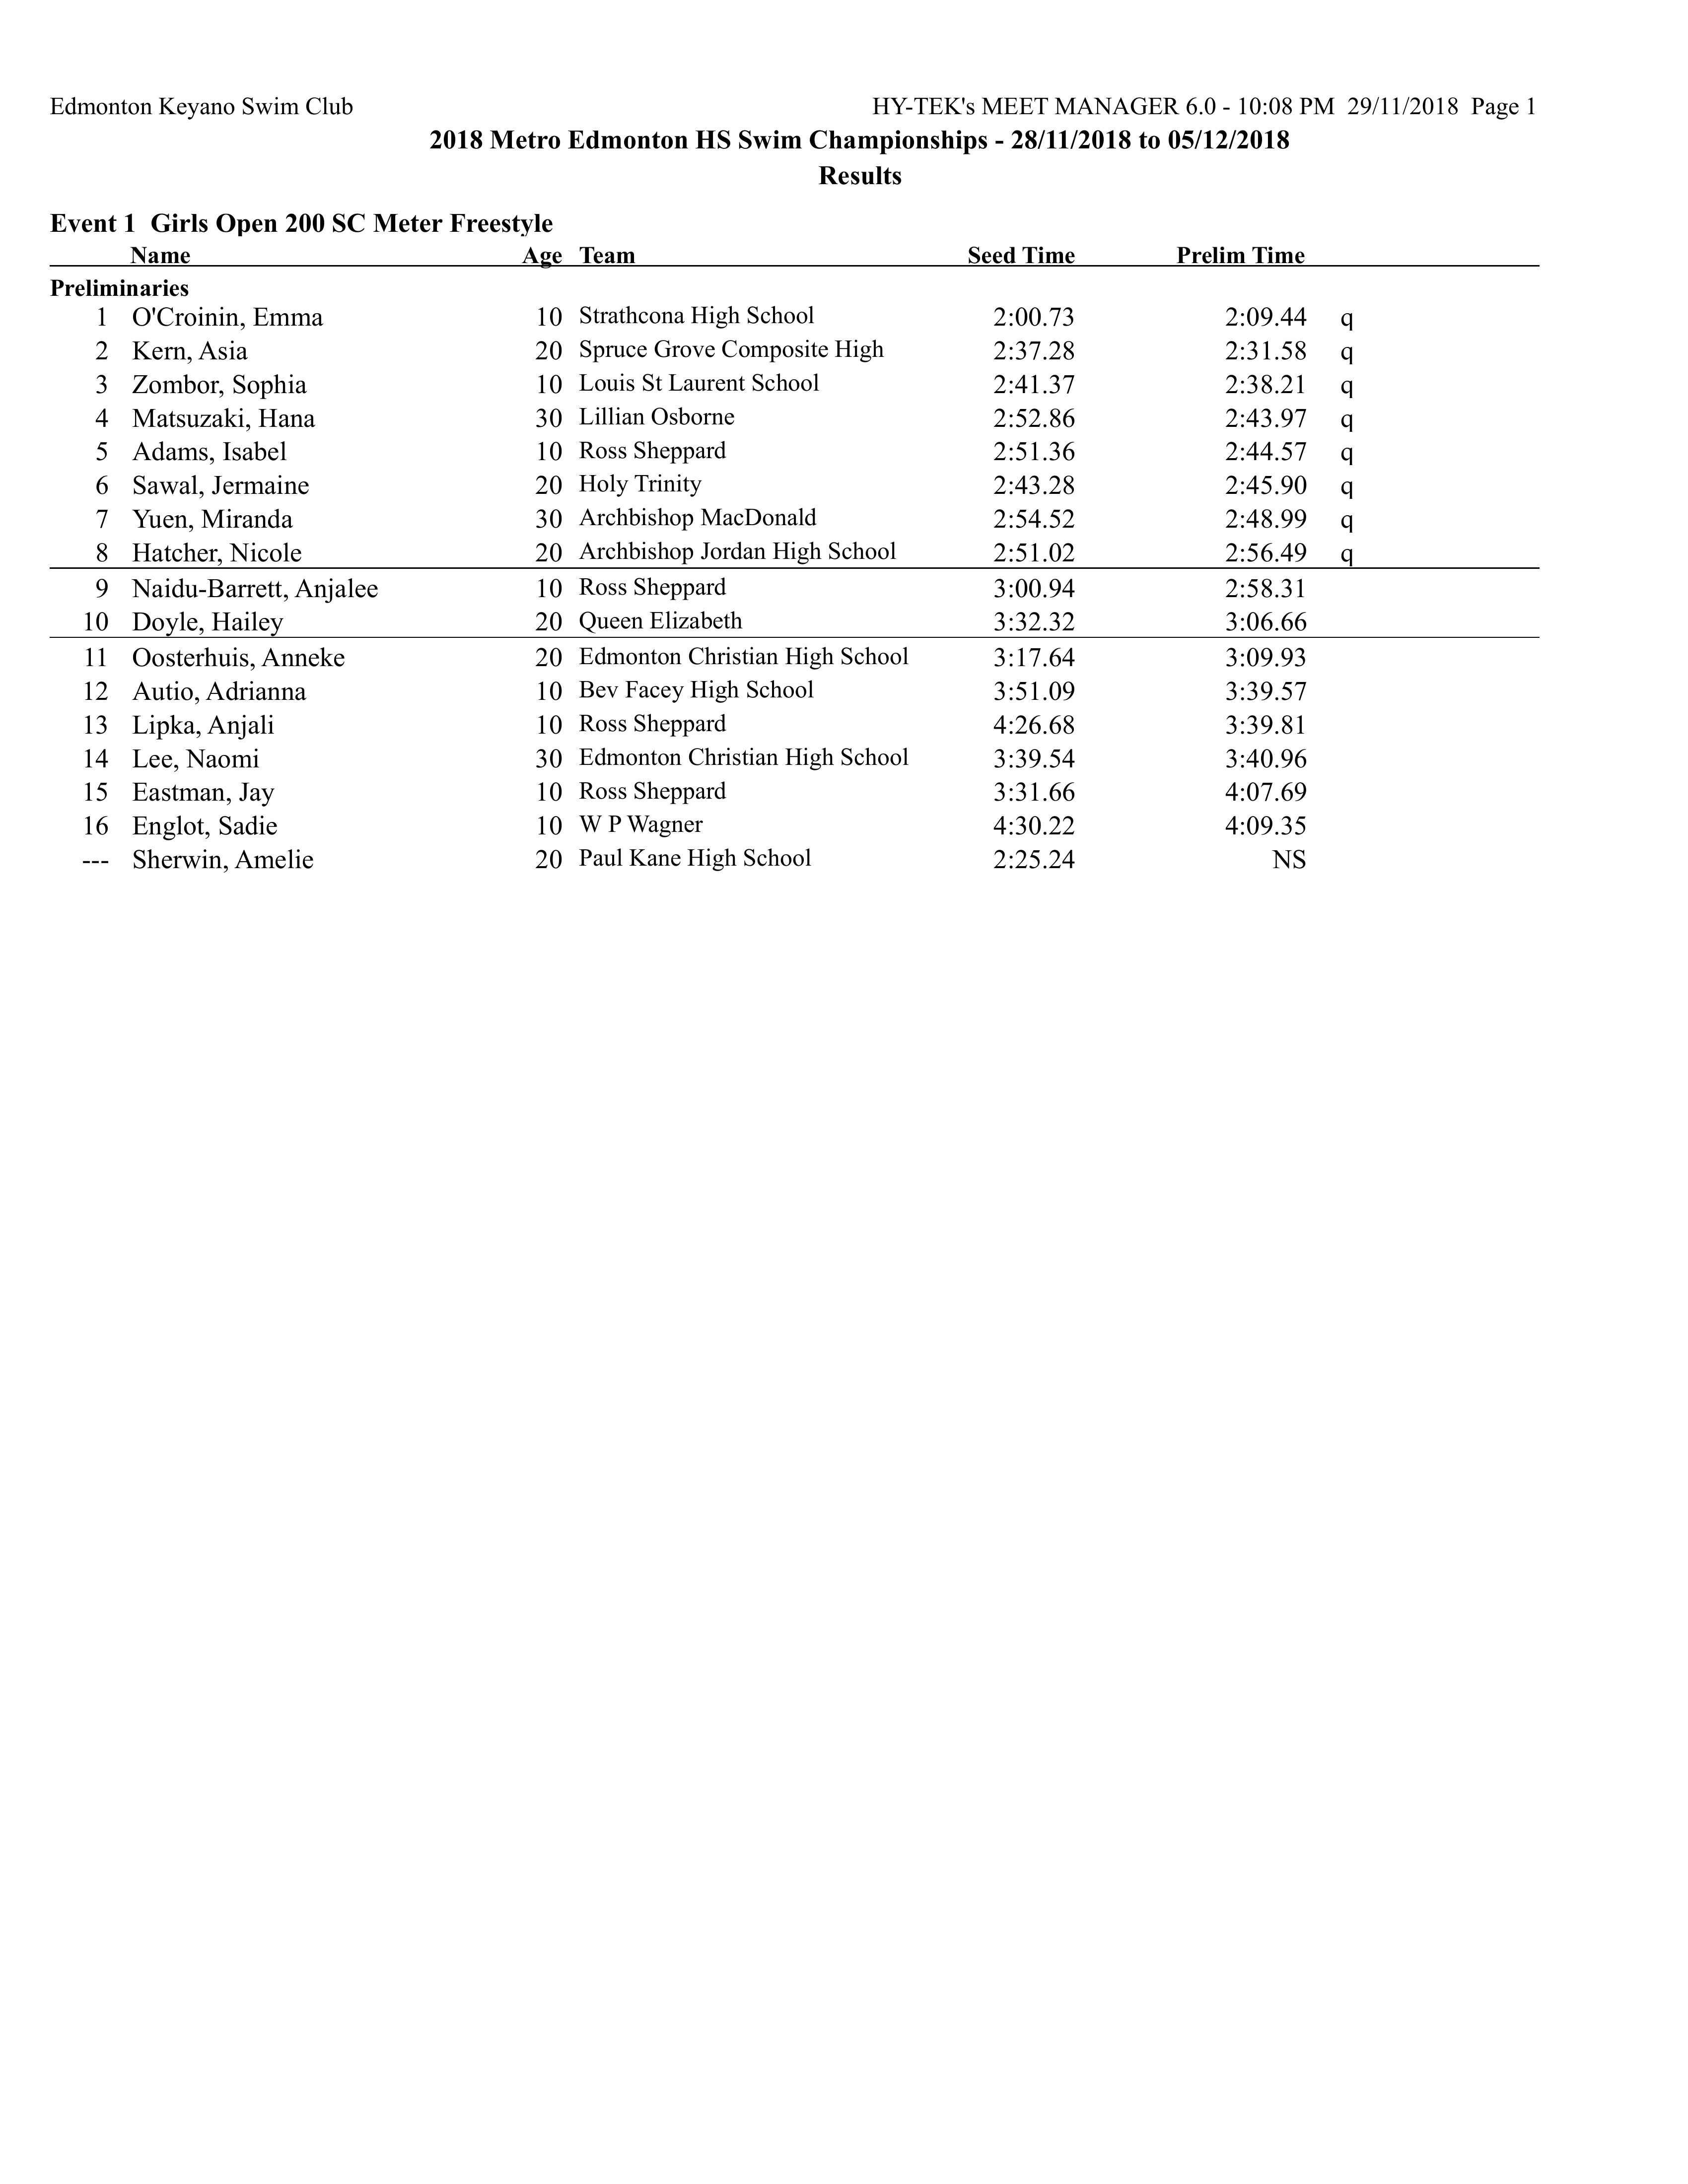 Edmonton Keyano Swim Club HY-TEK's MEET MANAGER 6.0 - 10:08 PM 29/11/2018 Page 1
2018 Metro Edmonton HS Swim Championships - 28/11/2018 to 05/12/2018
Results
Event 1 Girls Open 200 SC Meter Freestyle
Name Age Team Seed Time Prelim Time
Preliminaries
1 O'Croinin, Emma 10 Strathcona High School 2:00.73 2:09.44 q
2 Kern, Asia 20 Spruce Grove Composite High 2:37.28 2:31.58 q
3 Zombor, Sophia 10 Louis St Laurent School 2:41.37 2:38.21 q
4 Matsuzaki, Hana 30 Lillian Osborne 2:52.86 2:43.97 q
5 Adams, Isabel 10 Ross Sheppard 2:51.36 2:44.57 q
6 Sawal, Jermaine 20 Holy Trinity 2:43.28 2:45.90 q
7 Yuen, Miranda 30 Archbishop MacDonald 2:54.52 2:48.99 q
8 Hatcher, Nicole 20 Archbishop Jordan High School 2:51.02 2:56.49 q
9 Naidu-Barrett, Anjalee 10 Ross Sheppard 3:00.94 2:58.31
10 Doyle, Hailey 20 Queen Elizabeth 3:32.32 3:06.66
11 Oosterhuis, Anneke 20 Edmonton Christian High School 3:17.64 3:09.93
12 Autio, Adrianna 10 Bev Facey High School 3:51.09 3:39.57
13 Lipka, Anjali 10 Ross Sheppard 4:26.68 3:39.81
14 Lee, Naomi 30 Edmonton Christian High School 3:39.54 3:40.96
15 Eastman, Jay 10 Ross Sheppard 3:31.66 4:07.69
16 Englot, Sadie 10 W P Wagner 4:30.22 4:09.35
--- Sherwin, Amelie 20 Paul Kane High School 2:25.24 NS